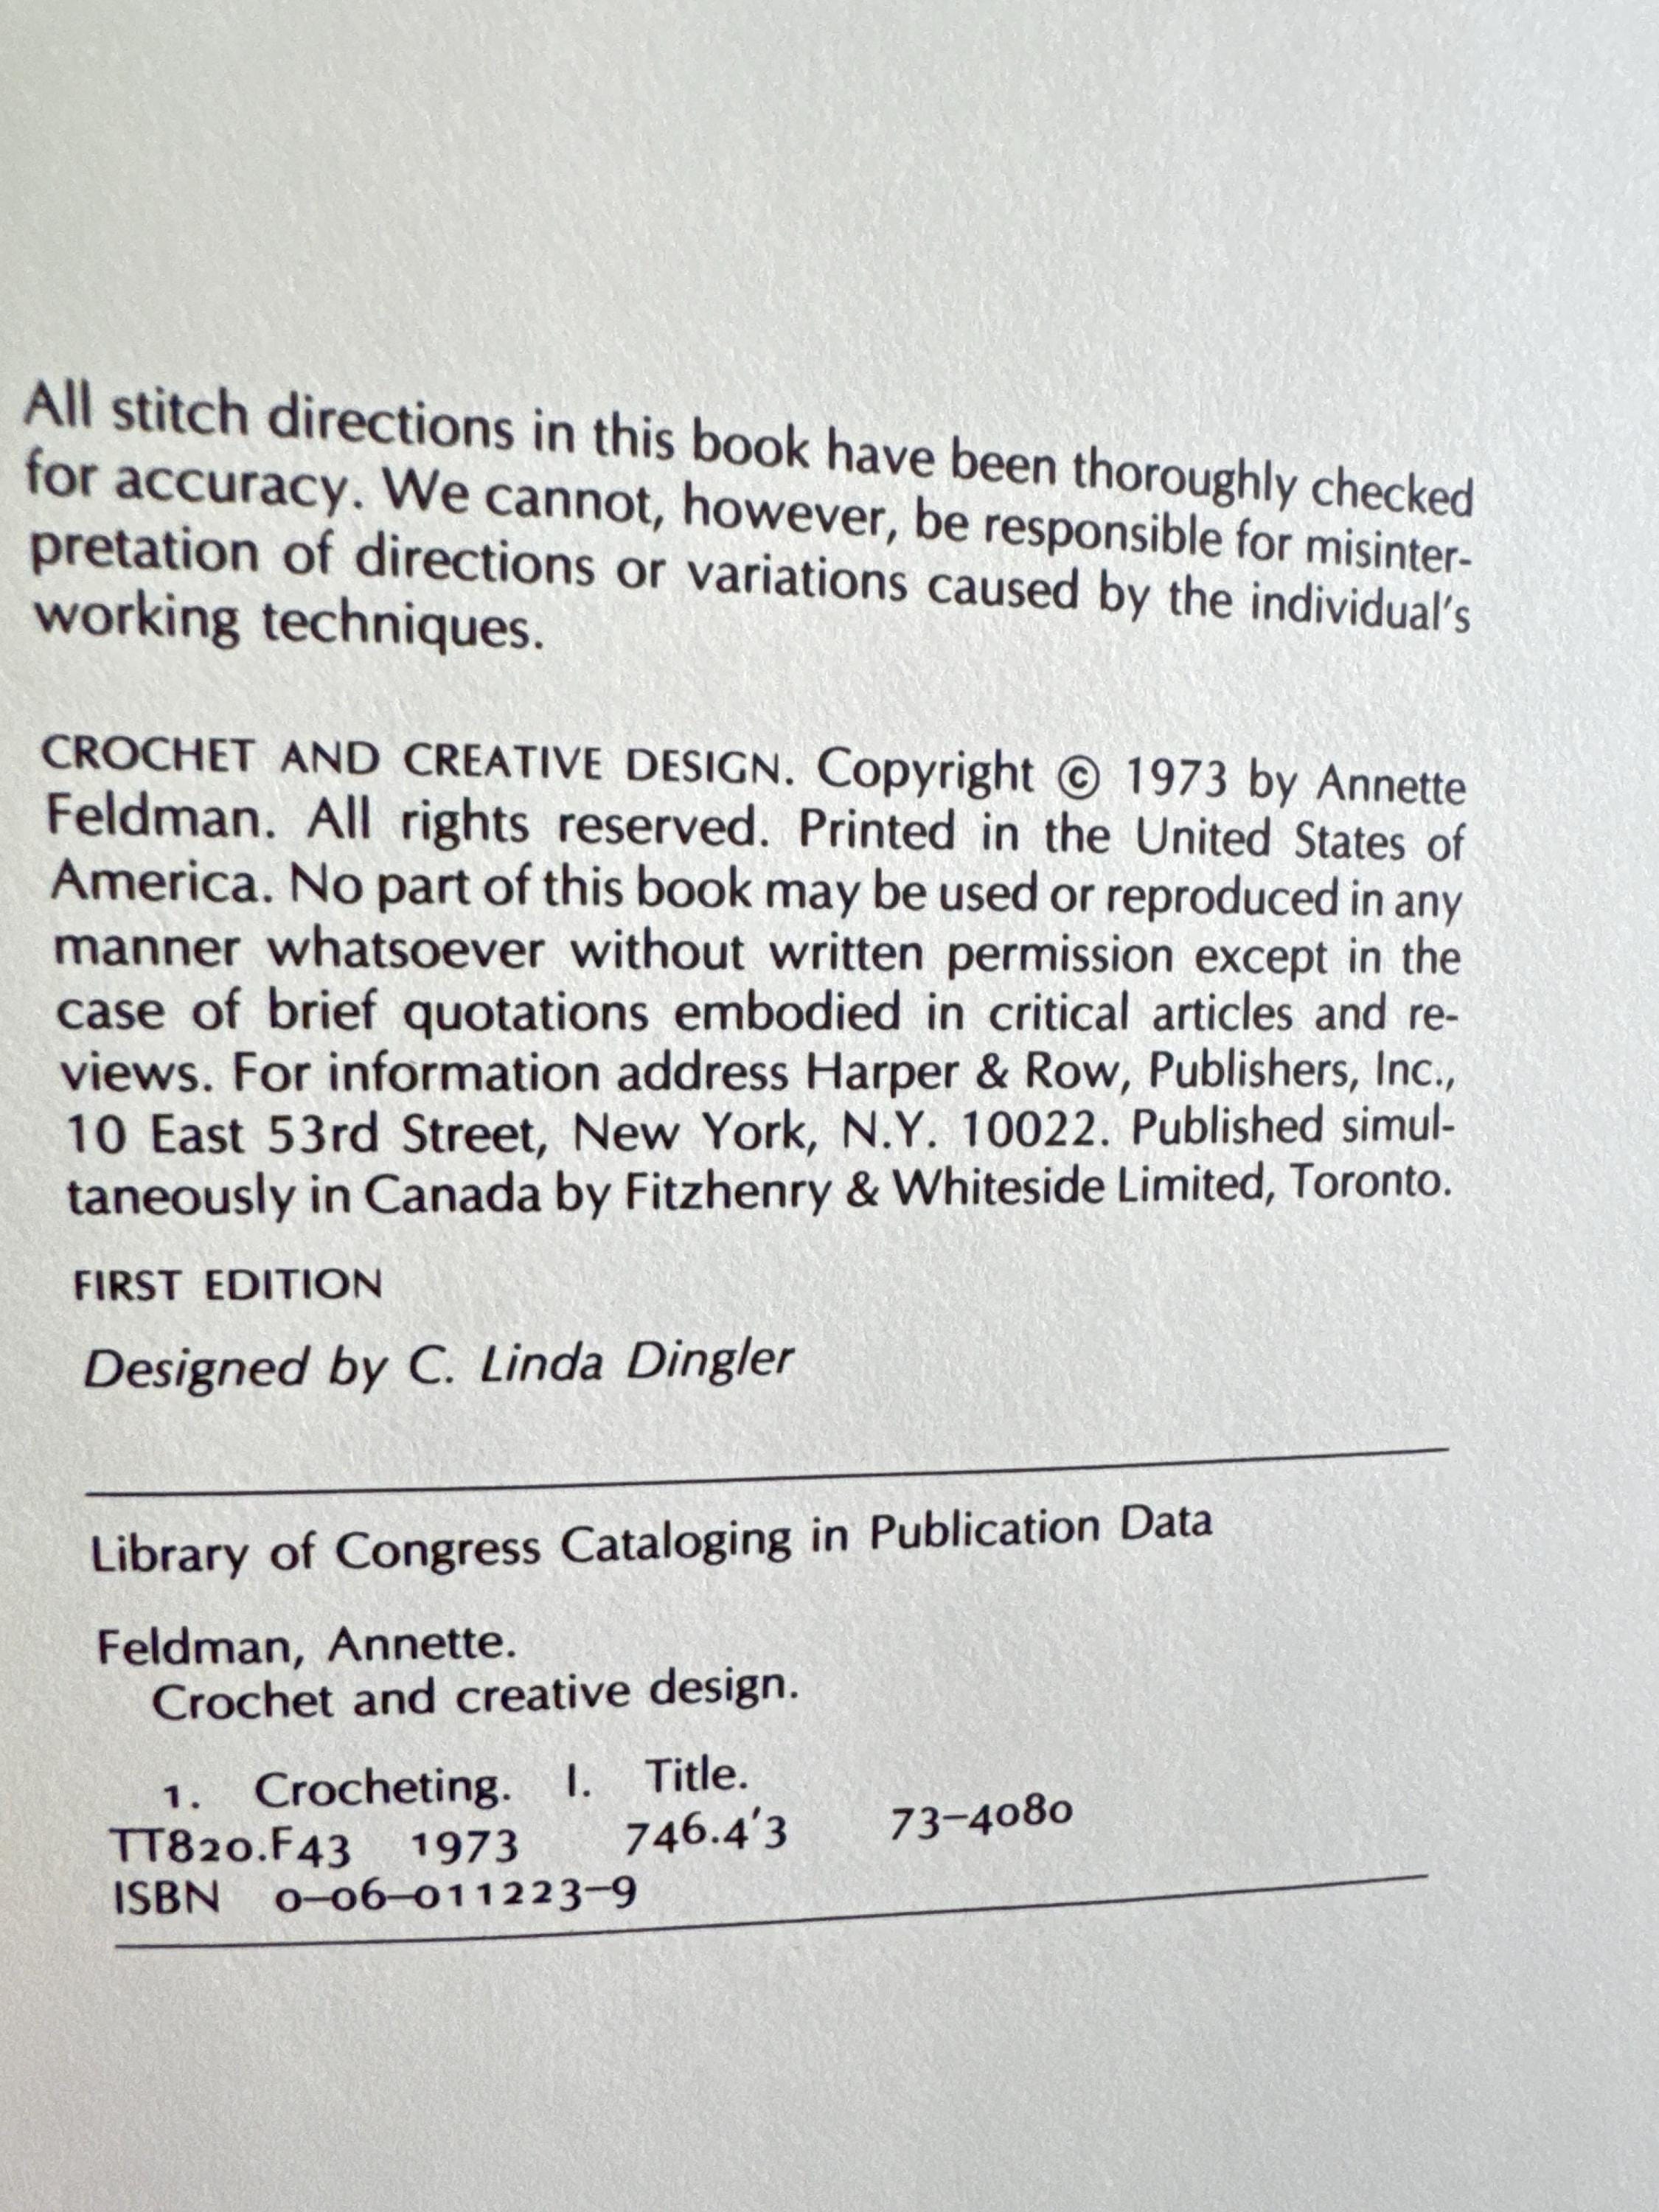 All stitch directions in this book have been thoroughly checked
for accuracy. We cannot, however, be responsible for misinter-
pretation of directions or variations caused by the individual's
working techniques.
CROCHET AND CREATIVE DESIGN. Copyright © 1973 by Annette
Feldman. All rights reserved. Printed in the United States of
America. No part of this book may be used or reproduced in any
manner whatsoever without written permission except in the
case of brief quotations embodied in critical articles and re-
views. For information address Harper & Row, Publishers, Inc.,
10 East 53rd Street, New York, N.Y. 10022. Published simul-
taneously in Canada by Fitzhenry & Whiteside Limited, Toronto.
FIRST EDITION
Designed by C. Linda Dingler
Library of Congress Cataloging in Publication Data
Feldman, Annette.
Crochet and creative design.
1. Crocheting. I. Title.
TT820.F43 1973 746.4'3 73–4080
ISBN 0–06–011223–9